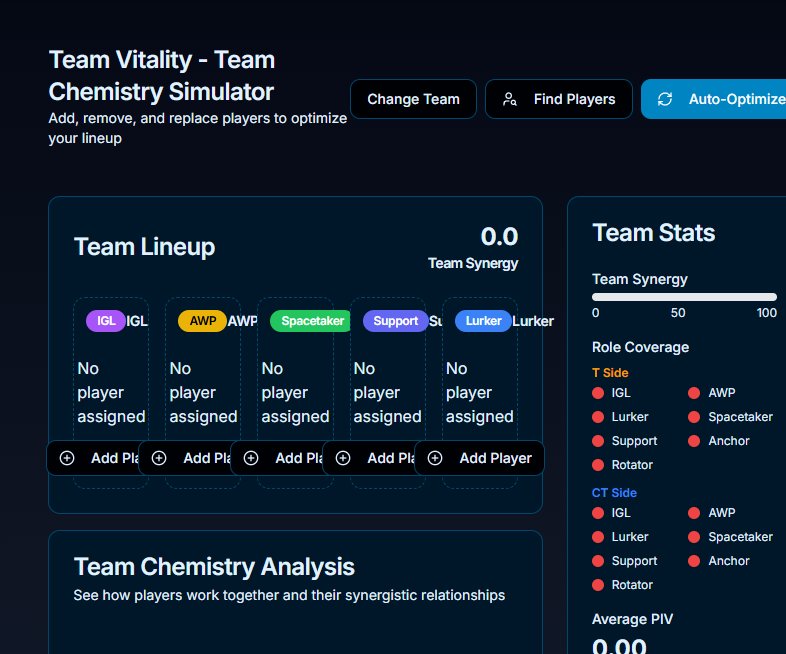 Team Vitality - Team
Chemistry Simulator
Add, remove, and replace players to optimize
your lineup
Change Team
Find Players
Auto-Optimize
Team Lineup
0.0
Team Synergy
IGL IGL
AWP AWP
Spacetaker
Support Su
Lurker Lurker
No
player
assigned
No
player
assigned
No
player
assigned
No
player
assigned
No
player
assigned
Add Pla
Add Pla
Add Pla
Add Pla
Add Player
Team Chemistry Analysis
See how players work together and their synergistic relationships
Team Stats
Team Synergy
0 50 100
Role Coverage
T Side
IGL AWP
Lurker Spacetaker
Support Anchor
Rotator
CT Side
IGL AWP
Lurker Spacetaker
Support Anchor
Rotator
Average PIV
0.00